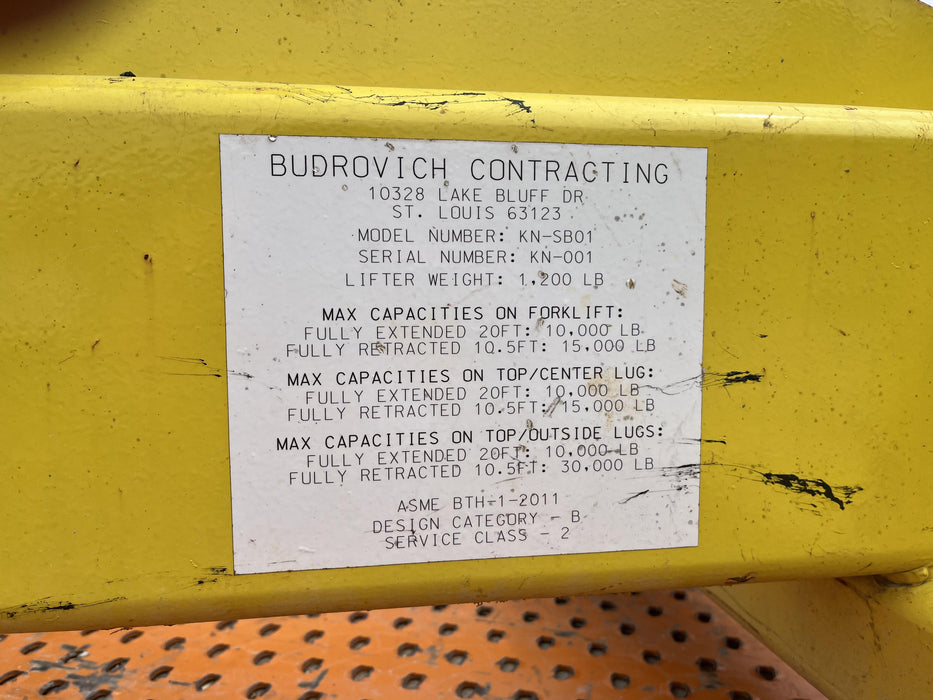 BUDROVICH CONTRACTING
10328 LAKE BLUFF DR
ST. LOUIS 63123
MODEL NUMBER: KN-SB01
SERIAL NUMBER: KN-001
LIFTER WEIGHT: 1,200 LB
MAX CAPACITIES ON FORKLIFT:
FULLY EXTENDED 20FT: 10,000 LB
FULLY RETRACTED 10.5FT: 15,000 LB
MAX CAPACITIES ON TOP/CENTER LUG:
FULLY EXTENDED 20FT: 10,000 LB
FULLY RETRACTED 10.5FT: 15,000 LB
MAX CAPACITIES ON TOP/OUTSIDE LUGS:
FULLY EXTENDED 20FT: 10,000 LB
FULLY RETRACTED 10.5FT: 30,000 LB
ASME BTH-1-2011
DESIGN CATEGORY - B
SERVICE CLASS - 2